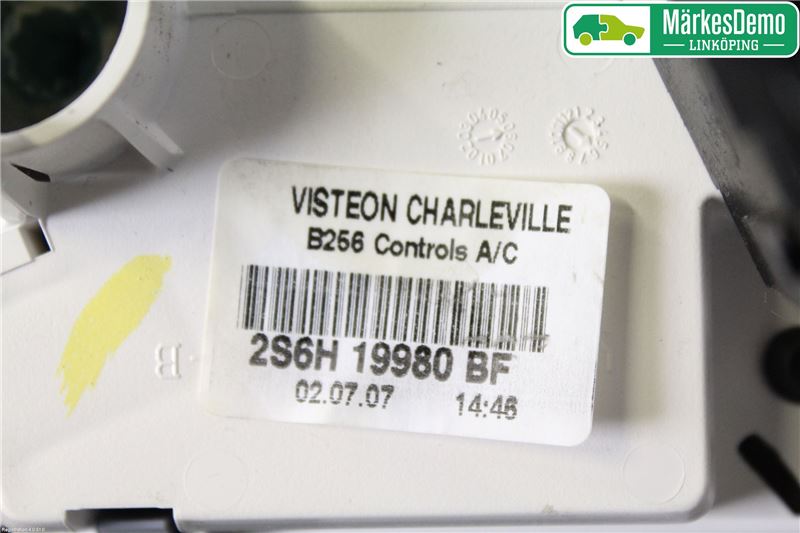 MärkesDemo
LINKÖPING
VISTEON CHARLEVILLE
B256 Controls A/C
2S6H 19980 BF
02.07.07 14:46
B